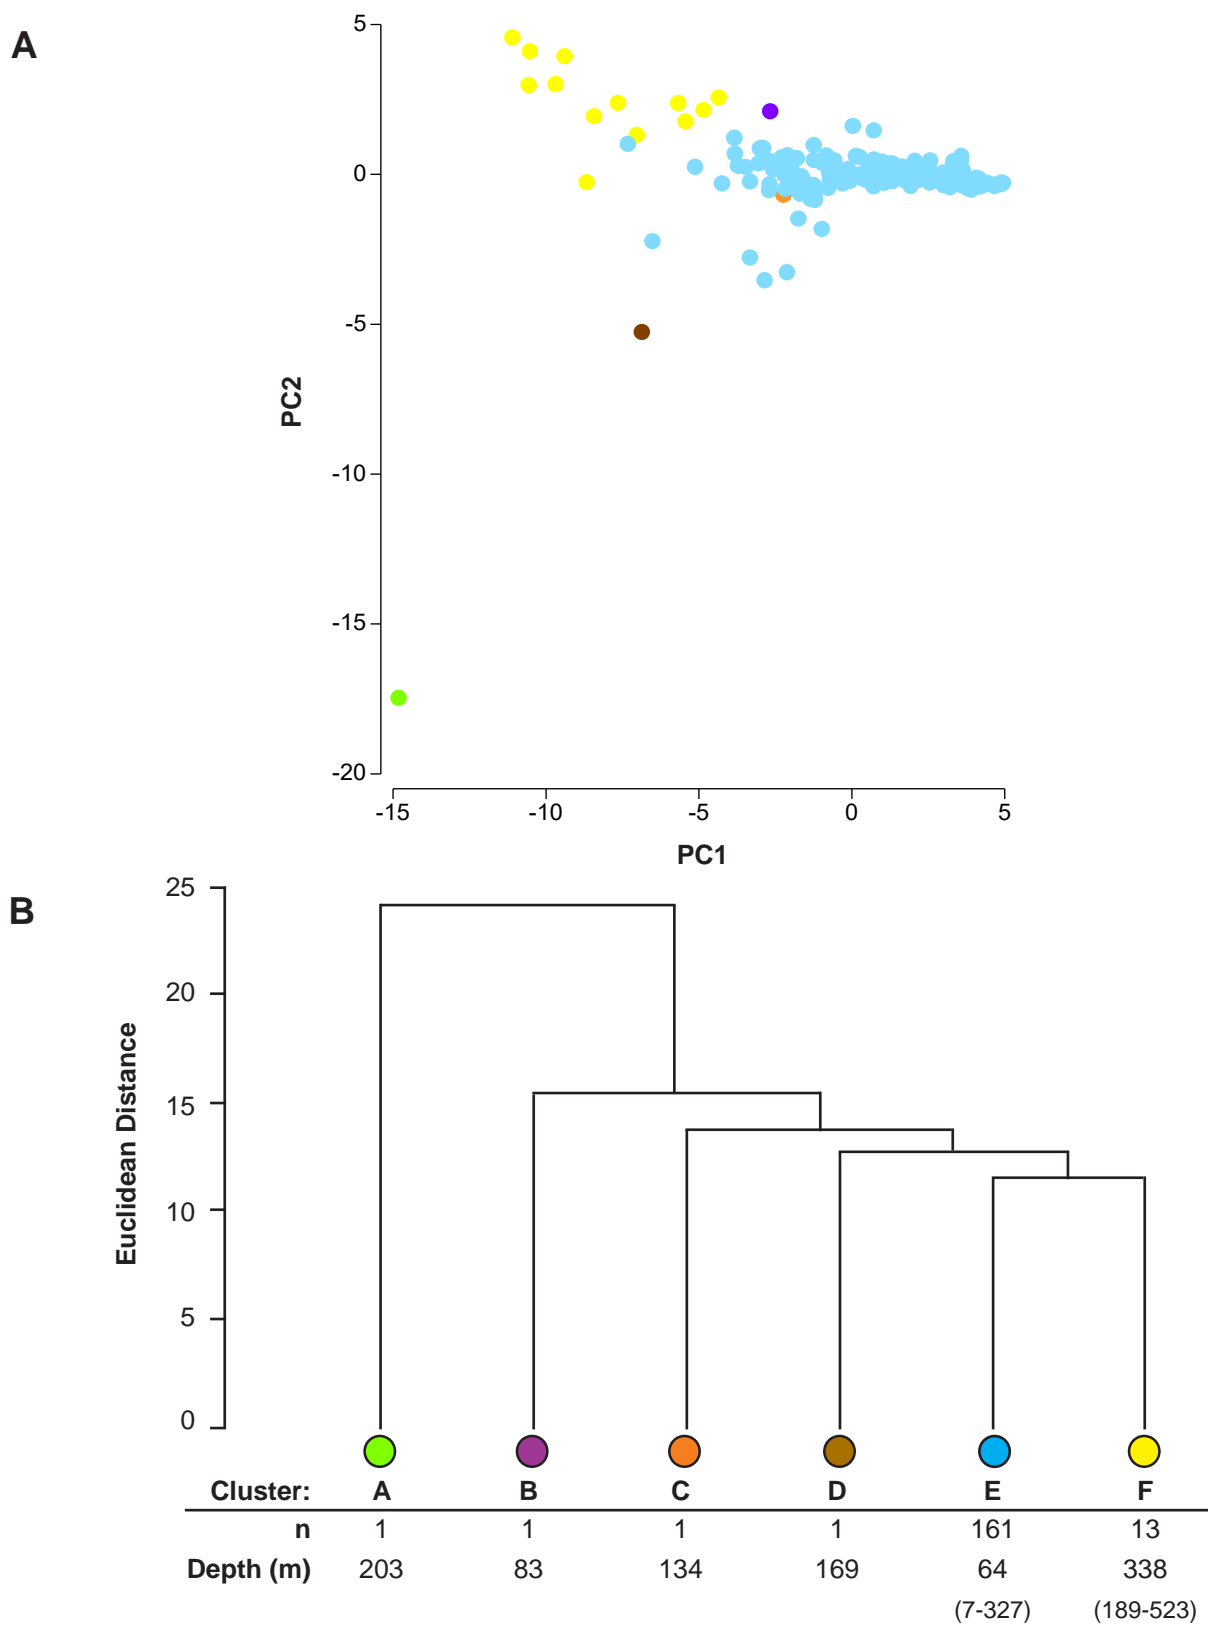 A
5
0
-5
-10
-15
-20
PC2
-15 -10 -5 0 5
PC1
B
25
20
15
10
5
0
Euclidean Distance
Cluster: A B C D E F
n 1 1 1 1 161 13
Depth (m) 203 83 134 169 64 338
(7-327) (189-523)